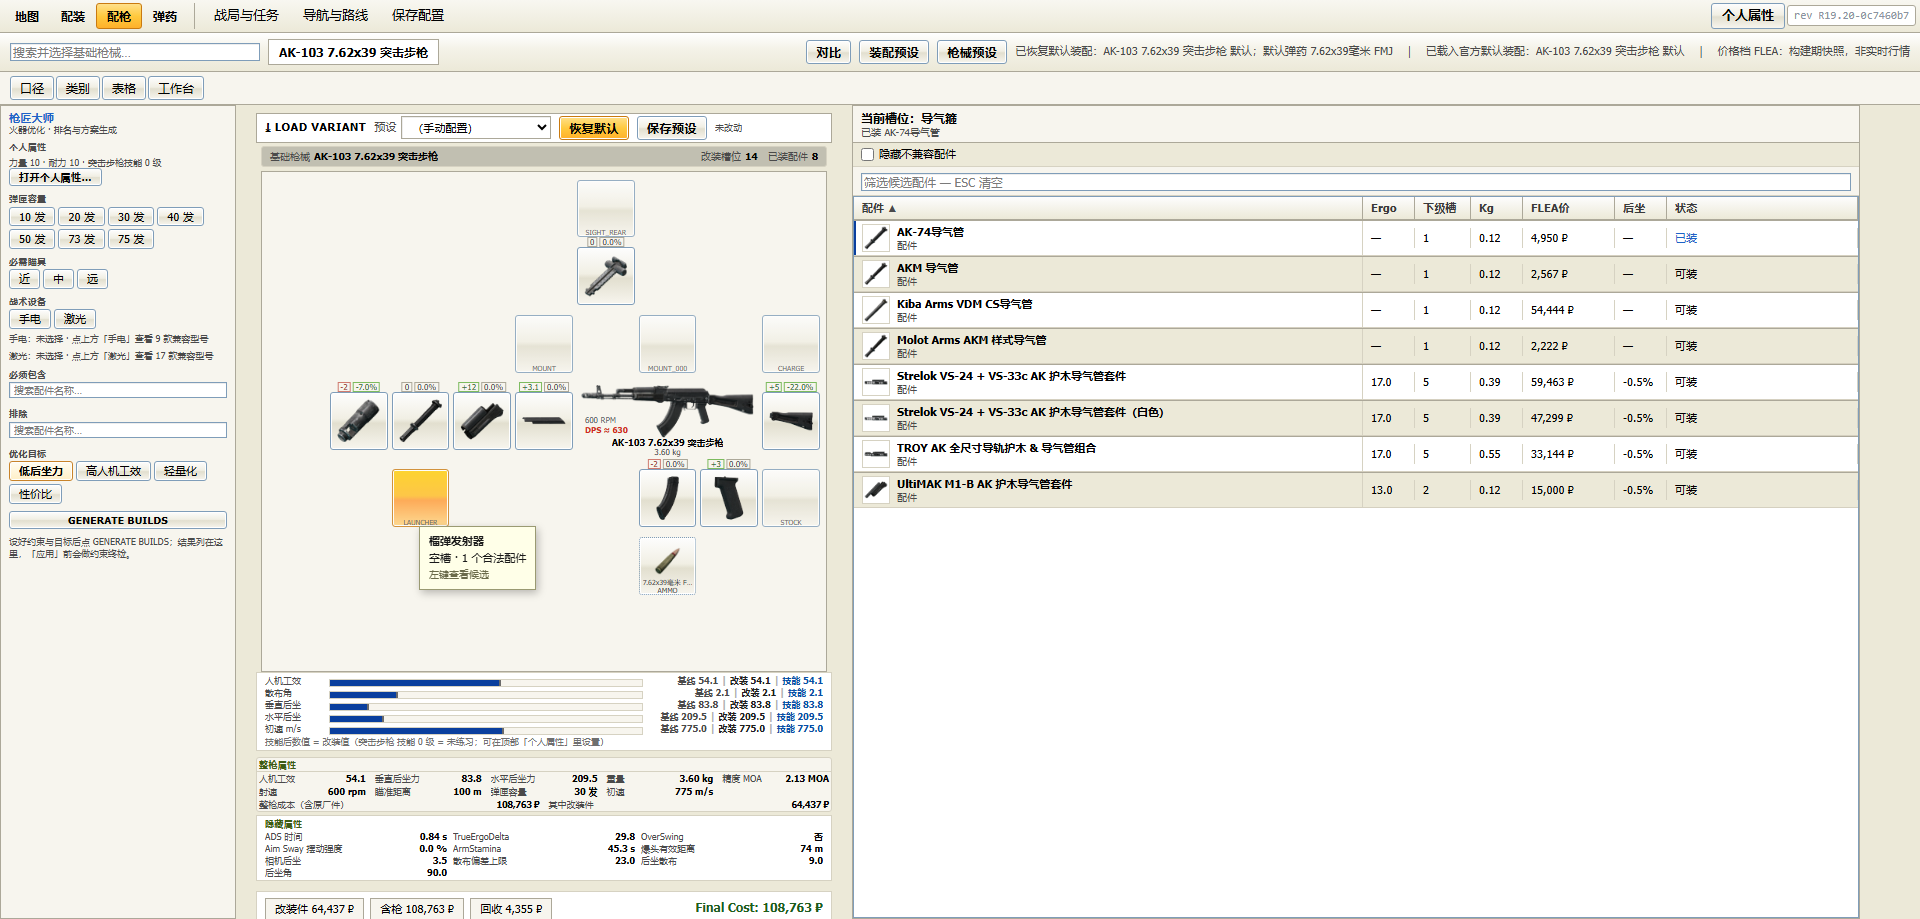 地图 配装 配枪 弹药 战局与任务 导航与路线 保存配置 个人属性 rev R19.20-0c7460b7
搜索并选择基础枪械... AK-103 7.62x39 突击步枪 对比 装配预设 枪械预设 已恢复默认装配：AK-103 7.62x39 突击步枪 默认；默认弹药 7.62x39毫米 FMJ | 已载入官方默认装配：AK-103 7.62x39 突击步枪 默认 | 价格档 FLEA：构建期快照，非实时行情
口径 类别 表格 工作台
枪匠大师
火器优化 · 排名与方案生成
个人属性
力量 10 · 耐力 10 · 突击步枪技能 0 级
打开个人属性...
弹匣容量
10 发 20 发 30 发 40 发
50 发 73 发 75 发
必需瞄具
近 中 远
战术设备
手电 激光
手电：未选择 · 点上方「手电」查看 9 款兼容型号
激光：未选择 · 点上方「激光」查看 17 款兼容型号
必须包含
搜索配件名称...
排除
搜索配件名称...
优化目标
低后坐力 高人机工效 轻量化
性价比
GENERATE BUILDS
设好约束与目标后点 GENERATE BUILDS；结果列在这
里，「应用」前会做约束终检。
⤓ LOAD VARIANT 预设 (手动配置) 恢复默认 保存预设 未改动
基础枪械 AK-103 7.62x39 突击步枪 改装槽位 14 已装配件 8
SIGHT_REAR
0 0.0%
MOUNT MOUNT_000 CHARGE
-2 -7.0% 0 0.0% +12 0.0% +3.1 0.0% +5 -22.0%
600 RPM
DPS ≈ 630
AK-103 7.62x39 突击步枪
3.60 kg
-2 0.0% +3 0.0%
LAUNCHER STOCK
榴弹发射器
空槽 · 1 个合法配件
左键查看候选
7.62x39毫米 F...
AMMO
人机工效 基线 54.1 | 改装 54.1 | 技能 54.1
散布角 基线 2.1 | 改装 2.1 | 技能 2.1
垂直后坐 基线 83.8 | 改装 83.8 | 技能 83.8
水平后坐 基线 209.5 | 改装 209.5 | 技能 209.5
初速 m/s 基线 775.0 | 改装 775.0 | 技能 775.0
技能后数值 = 改装值（突击步枪 技能 0 级 = 未练习；可在顶部「个人属性」里设置）
整枪属性
人机工效 54.1 垂直后坐力 83.8 水平后坐力 209.5 重量 3.60 kg 精度 MOA 2.13 MOA
射速 600 rpm 瞄准距离 100 m 弹匣容量 30 发 初速 775 m/s
整枪成本（含原厂件） 108,763 ₽ 其中改装件 64,437 ₽
隐藏属性
ADS 时间 0.84 s TrueErgoDelta 29.8 OverSwing 否
Aim Sway 摆动强度 0.0 % ArmStamina 45.3 s 爆头有效距离 74 m
相机后坐 3.5 散布偏差上限 23.0 后坐散布 9.0
后坐角 90.0
改装件 64,437 ₽ 含枪 108,763 ₽ 回收 4,355 ₽ Final Cost: 108,763 ₽
当前槽位：导气箍
已装 AK-74导气管
隐藏不兼容配件
筛选候选配件 — ESC 清空
配件 ▲ Ergo 下级槽 Kg FLEA价 后坐 状态
AK-74导气管
配件 — 1 0.12 4,950 ₽ — 已装
AKM 导气管
配件 — 1 0.12 2,567 ₽ — 可装
Kiba Arms VDM CS导气管
配件 — 1 0.12 54,444 ₽ — 可装
Molot Arms AKM 样式导气管
配件 — 1 0.12 2,222 ₽ — 可装
Strelok VS-24 + VS-33c AK 护木导气管套件
配件 17.0 5 0.39 59,463 ₽ -0.5% 可装
Strelok VS-24 + VS-33c AK 护木导气管套件 (白色)
配件 17.0 5 0.39 47,299 ₽ -0.5% 可装
TROY AK 全尺寸导轨护木 & 导气管组合
配件 17.0 5 0.55 33,144 ₽ -0.5% 可装
UltiMAK M1-B AK 护木导气管套件
配件 13.0 2 0.12 15,000 ₽ -0.5% 可装